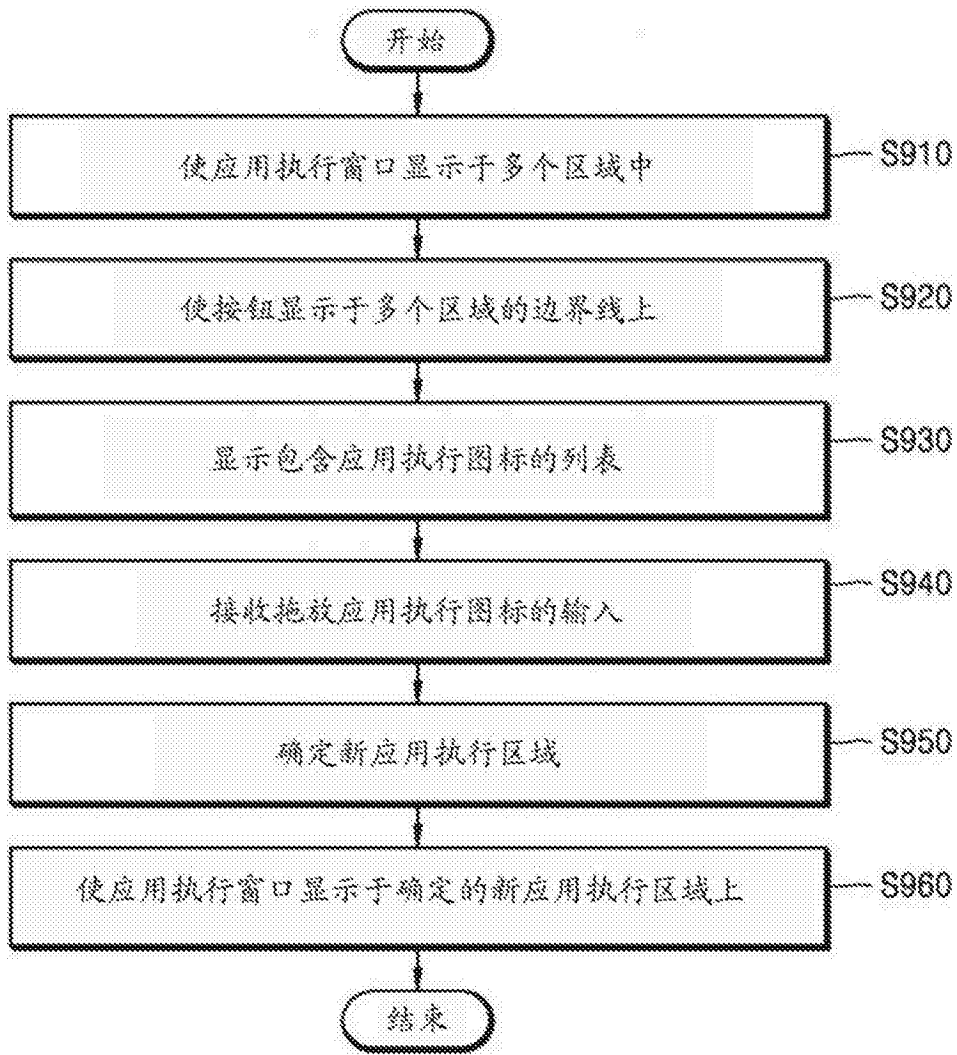 开始
使应用执行窗口显示于多个区域中
S910
使按钮显示于多个区域的边界线上
S920
显示包含应用执行图标的列表
S930
接收拖放应用执行图标的输入
S940
确定新应用执行区域
S950
使应用执行窗口显示于确定的新应用执行区域上
S960
结束